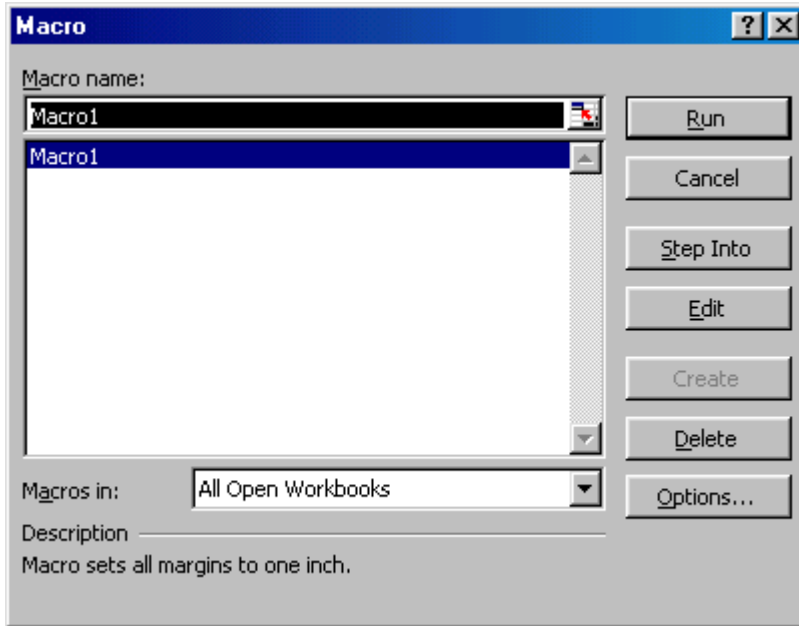 Macro
Macro name:
Macro1
Macro1
Run
Cancel
Step Into
Edit
Create
Delete
Options...
Macros in:
All Open Workbooks
Description
Macro sets all margins to one inch.